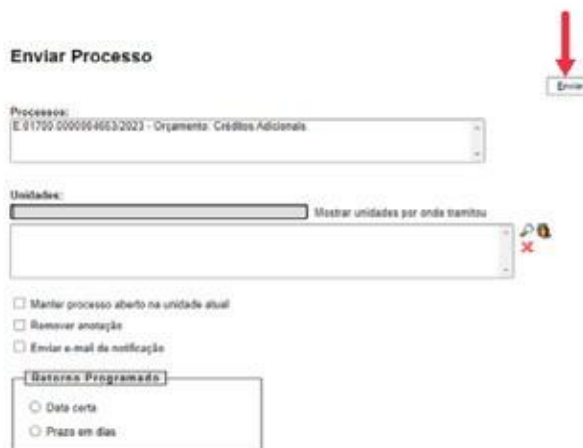 Enviar Processo
Enviar
Processos:
E:01700.0000004663/2023 - Orçamento: Créditos Adicionais
Unidades:
Mostrar unidades por onde tramitou
Manter processo aberto na unidade atual
Remover anotação
Enviar e-mail de notificação
Retorno Programado
Data certa
Prazo em dias